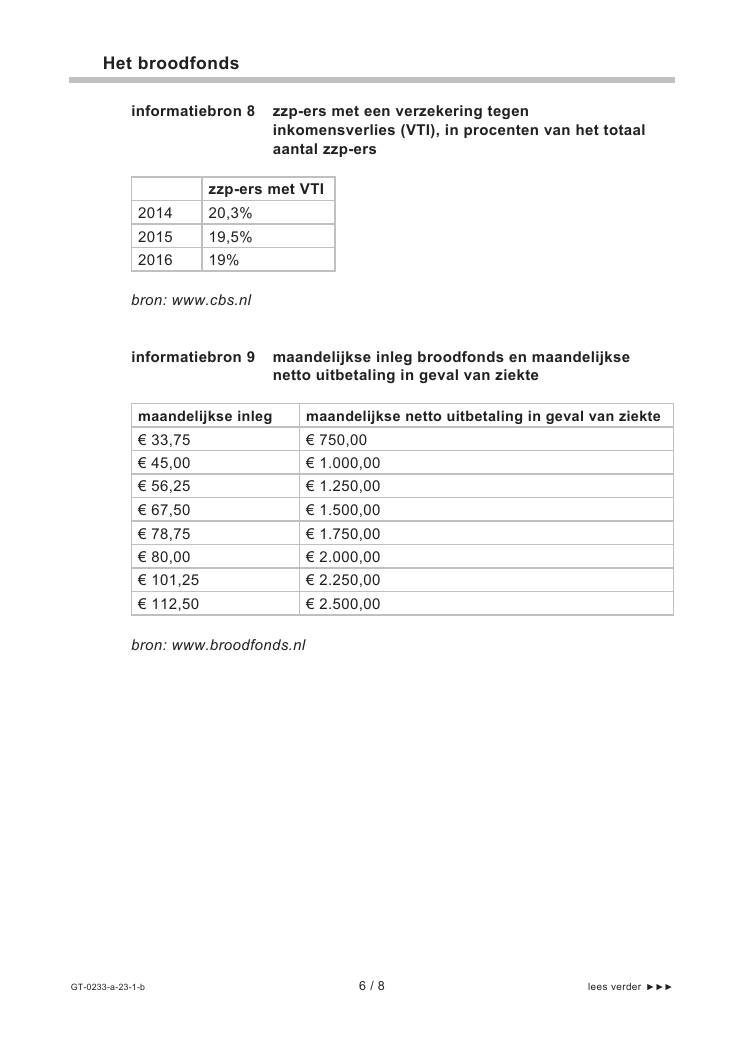 Het broodfonds
informatiebron 8 zzp-ers met een verzekering tegen
inkomensverlies (VTI), in procenten van het totaal
aantal zzp-ers
zzp-ers met VTI
2014 20,3%
2015 19,5%
2016 19%
bron: www.cbs.nl
informatiebron 9 maandelijkse inleg broodfonds en maandelijkse
netto uitbetaling in geval van ziekte
maandelijkse inleg maandelijkse netto uitbetaling in geval van ziekte
€ 33,75 € 750,00
€ 45,00 € 1.000,00
€ 56,25 € 1.250,00
€ 67,50 € 1.500,00
€ 78,75 € 1.750,00
€ 80,00 € 2.000,00
€ 101,25 € 2.250,00
€ 112,50 € 2.500,00
bron: www.broodfonds.nl
GT-0233-a-23-1-b 6 / 8 lees verder ►►►